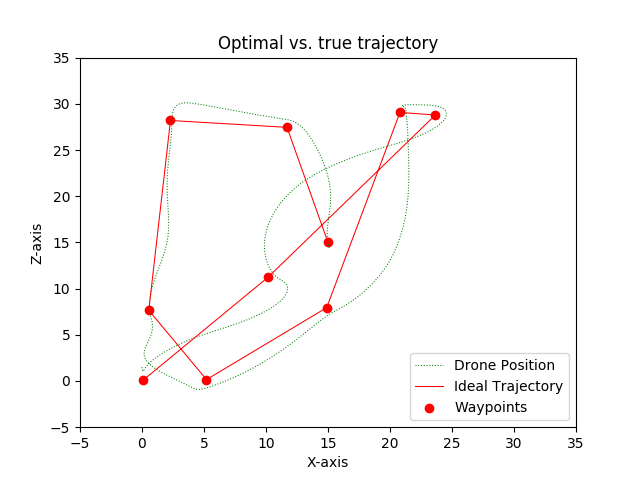 Optimal vs. true trajectory
35
30
25
20
15
10
5
0
−5
Z-axis
−5 0 5 10 15 20 25 30 35
X-axis
Drone Position
Ideal Trajectory
Waypoints